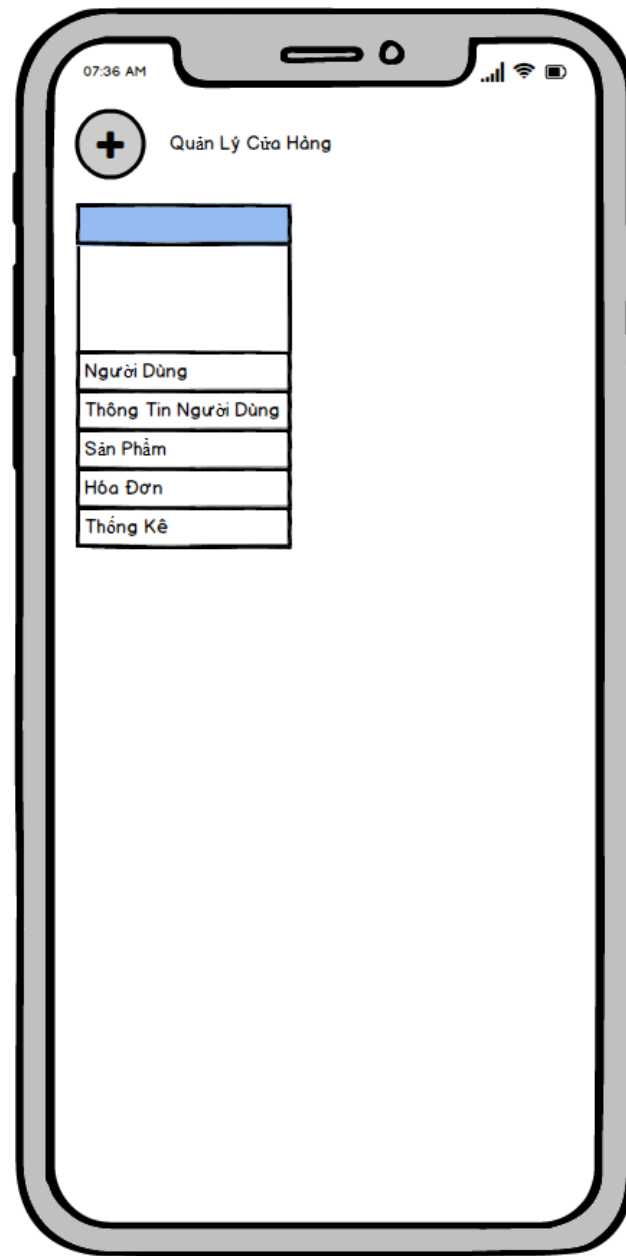 07:36 AM
Quản Lý Cửa Hàng
Người Dùng
Thông Tin Người Dùng
Sản Phẩm
Hóa Đơn
Thống Kê